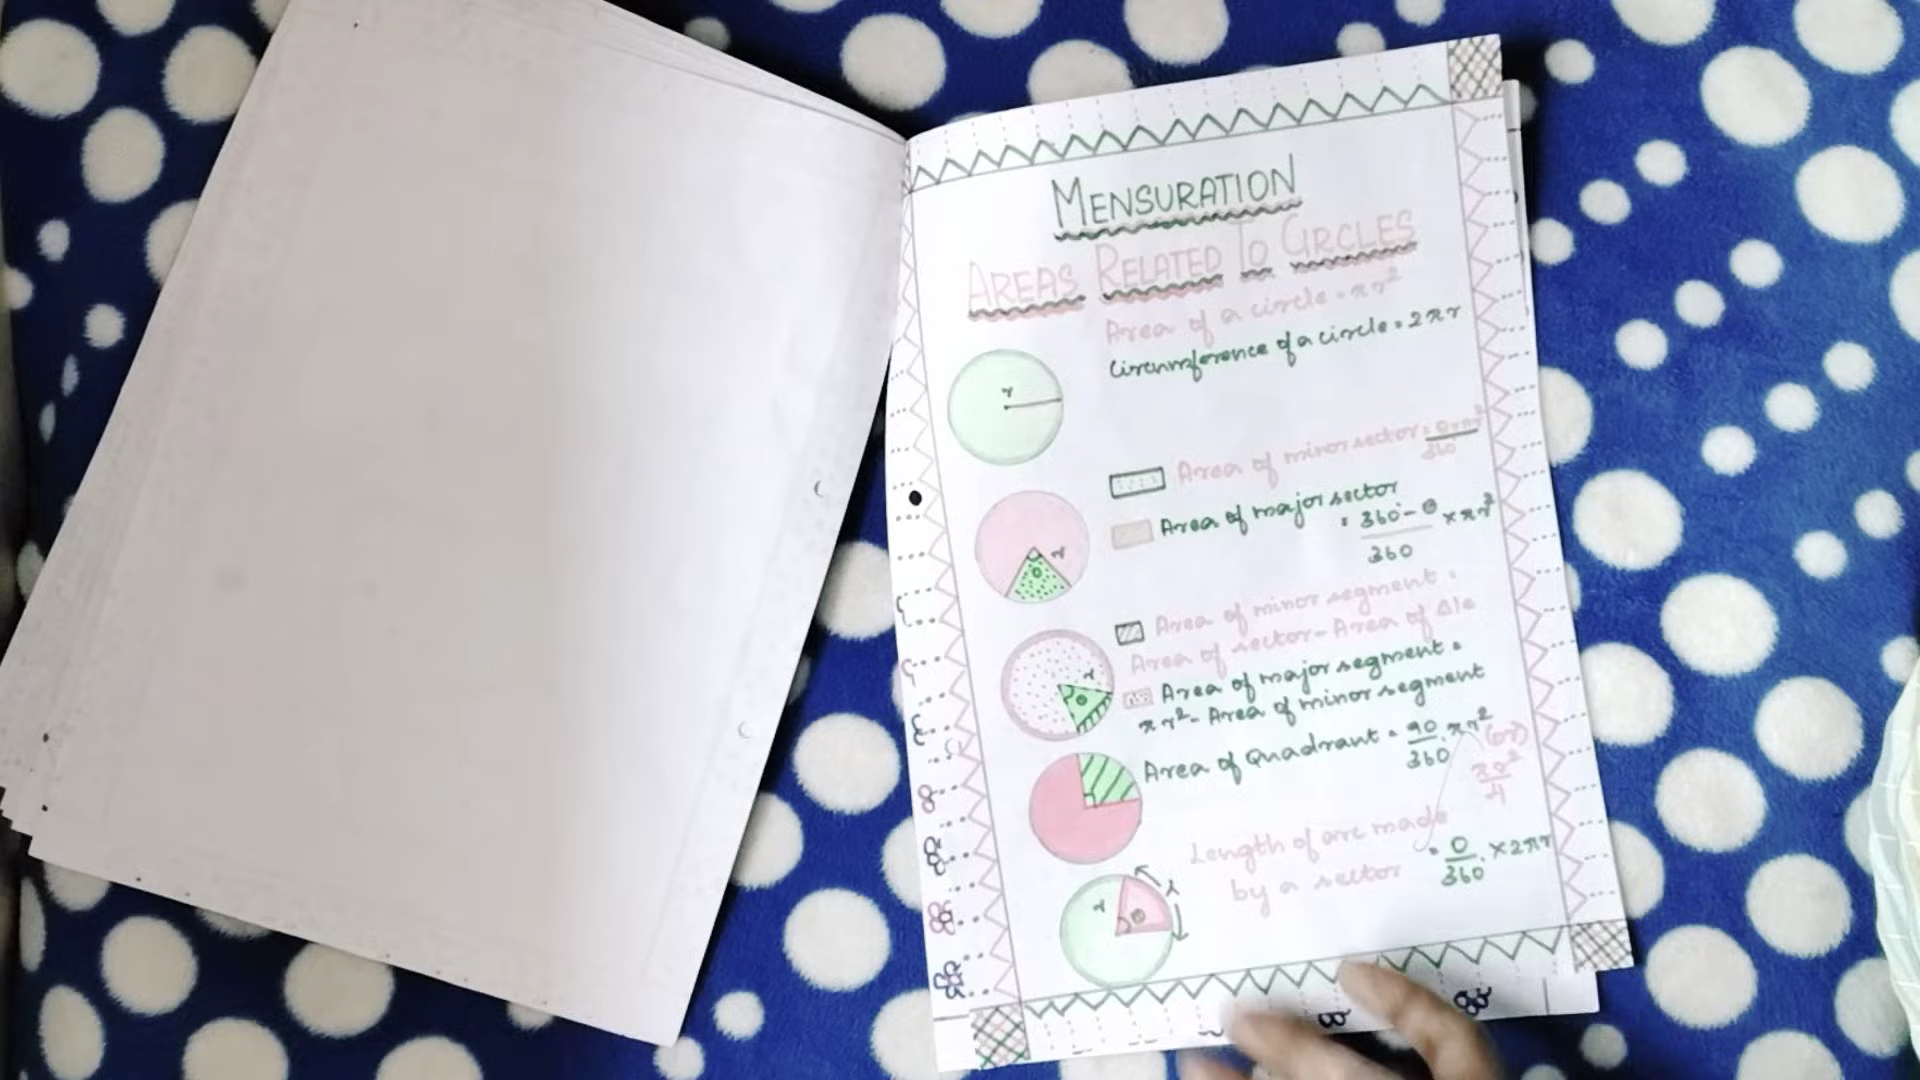 MENSURATION
AREAS RELATED TO CIRCLES
Area of a circle = πr²
Circumference of a circle = 2πr
r
Area of minor sector = θ×πr²/360
Area of major sector
= 360-θ/360 × πr²
r
θ
Area of minor segment =
Area of sector - Area of Δle
Area of major segment =
πr² - Area of minor segment
r
θ
Area of Quadrant = 90/360 . πr²
(or)
πr²/4
Length of arc made
by a sector = θ/360 . ×2πr
r
θ
l